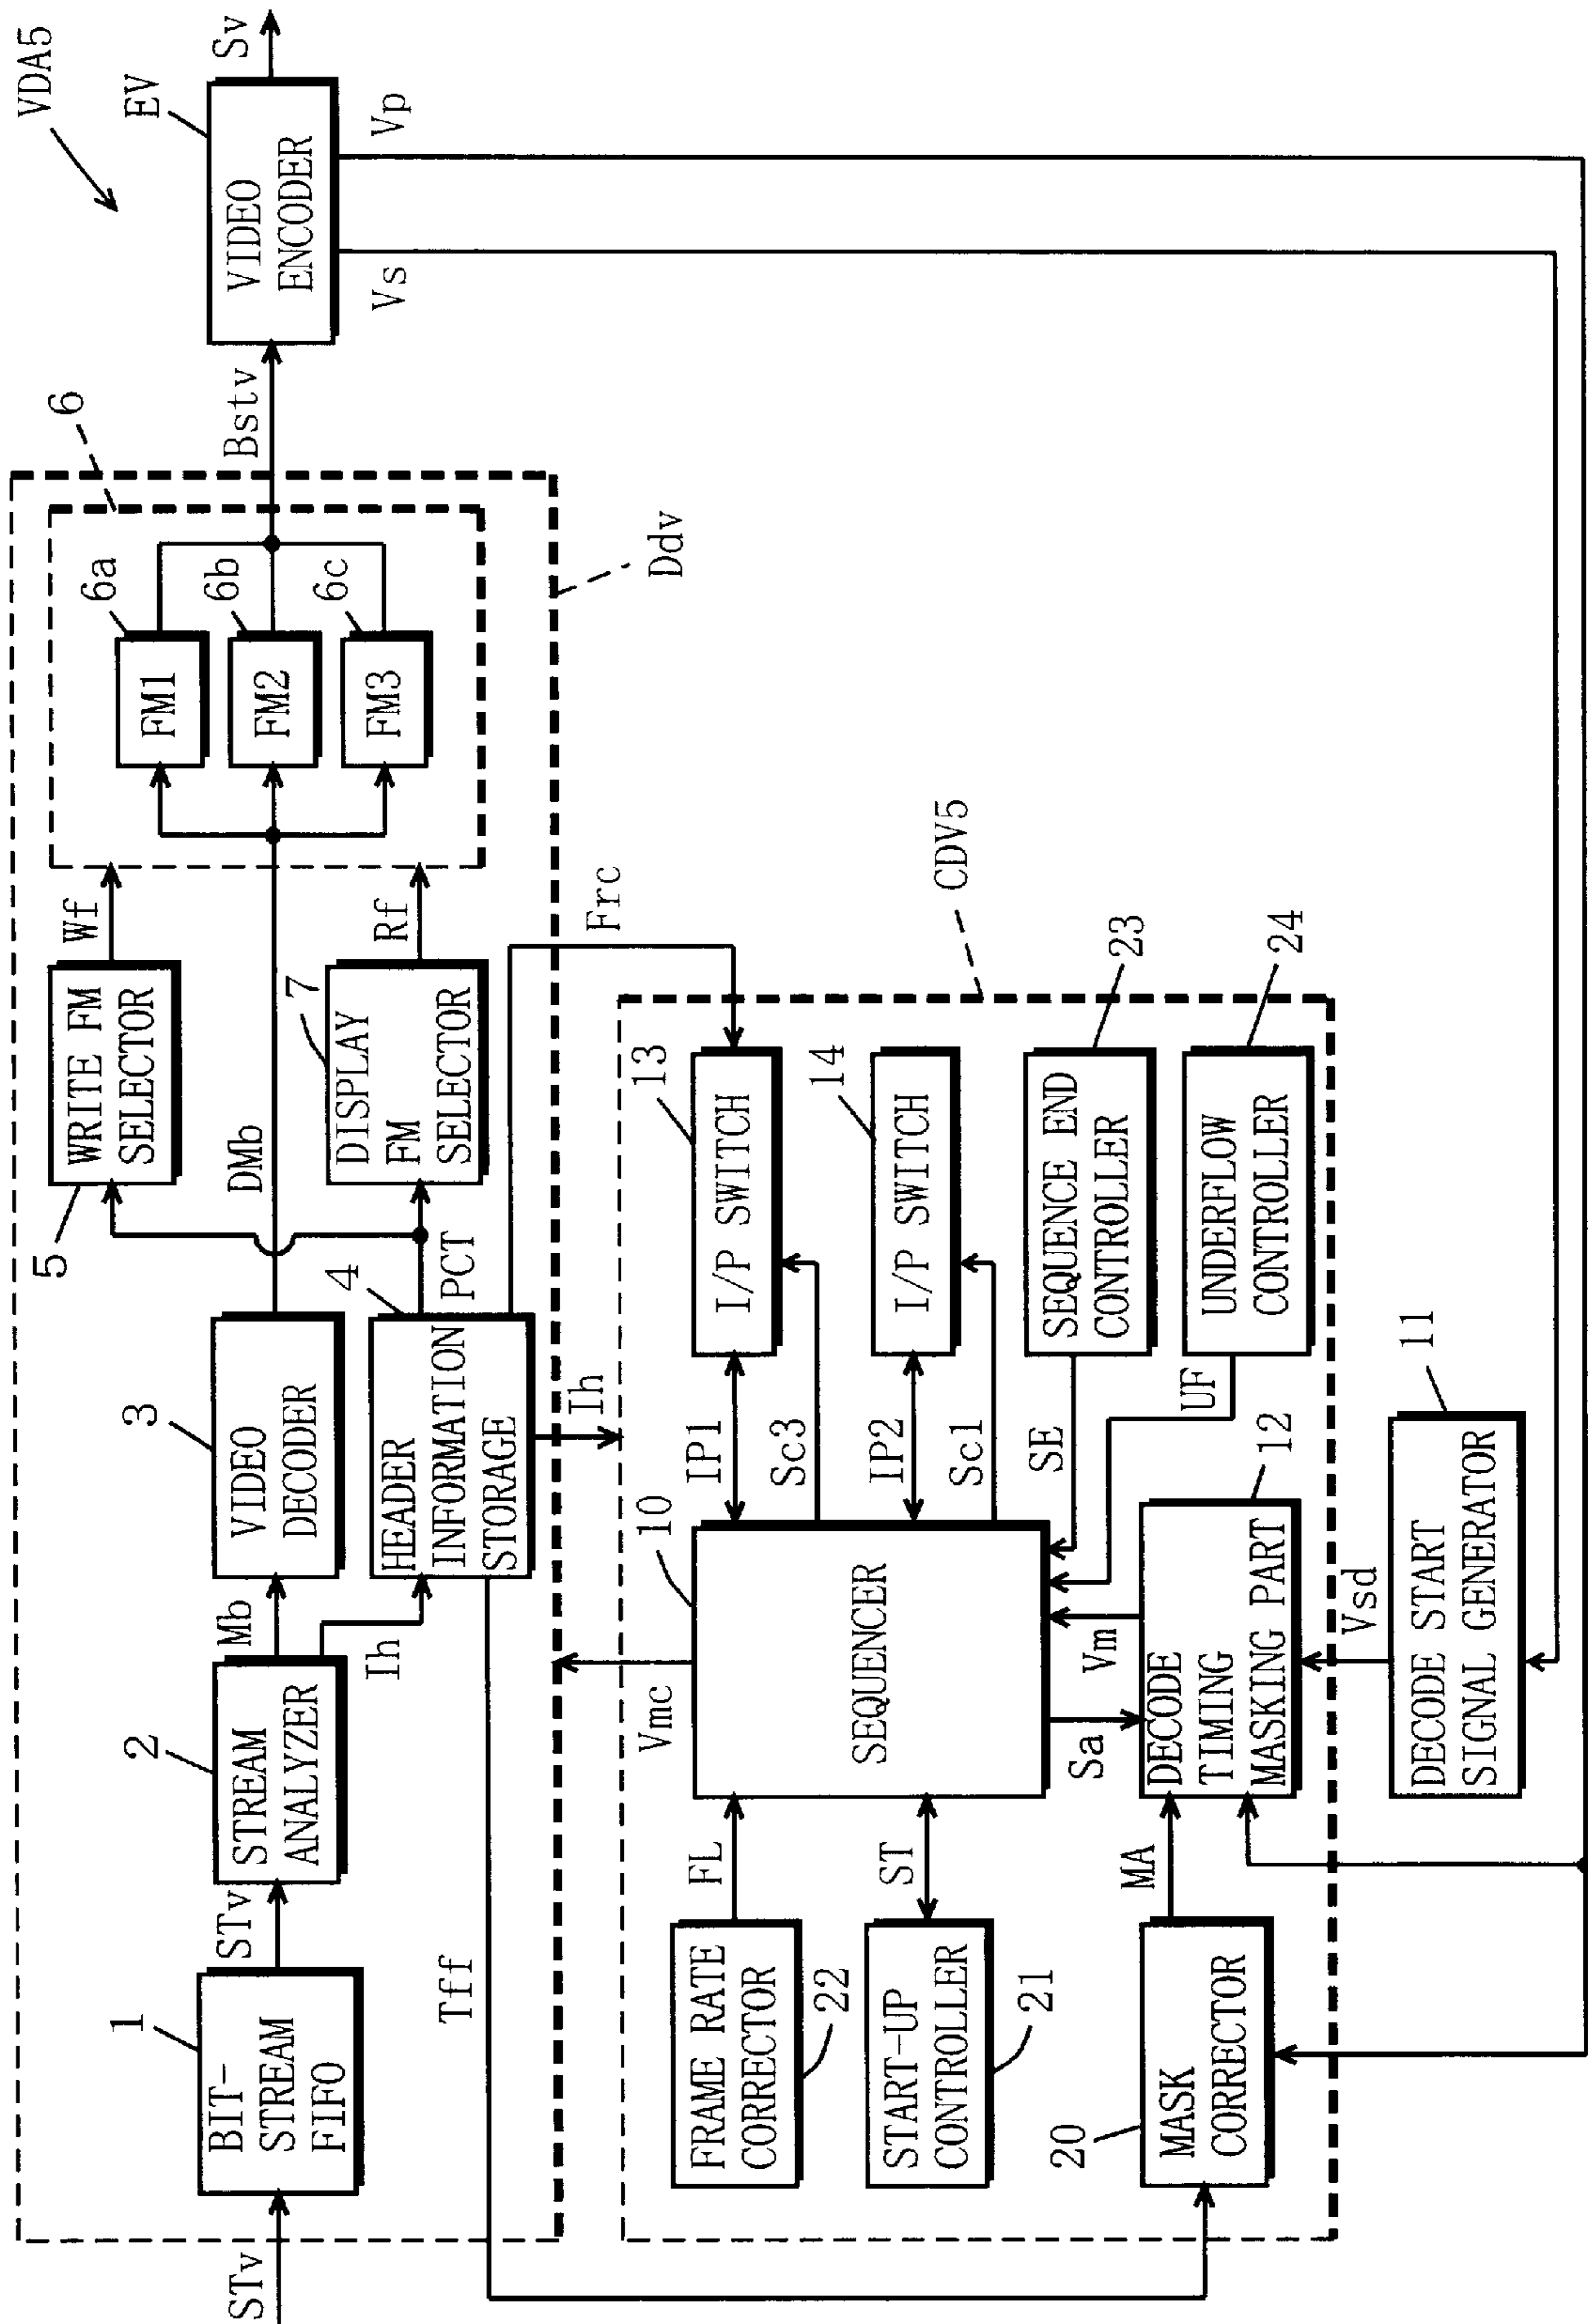 VDA5
STv
1
BIT-
STREAM
FIFO
STv
2
STREAM
ANALYZER
Mb
Ih
3
VIDEO
DECODER
4
HEADER
INFORMATION
STORAGE
PCT
DMb
5
WRITE FM
SELECTOR
Wf
7
DISPLAY
FM
SELECTOR
Rf
6
6a
FM1
6b
FM2
6c
FM3
Bstv
EV
VIDEO
ENCODER
Sv
Vs
Vp
Ddv
Tff
Ih
Frc
Vmc
CDV5
22
FRAME RATE
CORRECTOR
FL
21
START-UP
CONTROLLER
ST
20
MASK
CORRECTOR
MA
10
SEQUENCER
Sa
Vm
IP1
Sc3
IP2
Sc1
SE
UF
13
I/P SWITCH
14
I/P SWITCH
23
SEQUENCE END
CONTROLLER
24
UNDERFLOW
CONTROLLER
12
DECODE
TIMING
MASKING PART
Vsd
11
DECODE START
SIGNAL GENERATOR